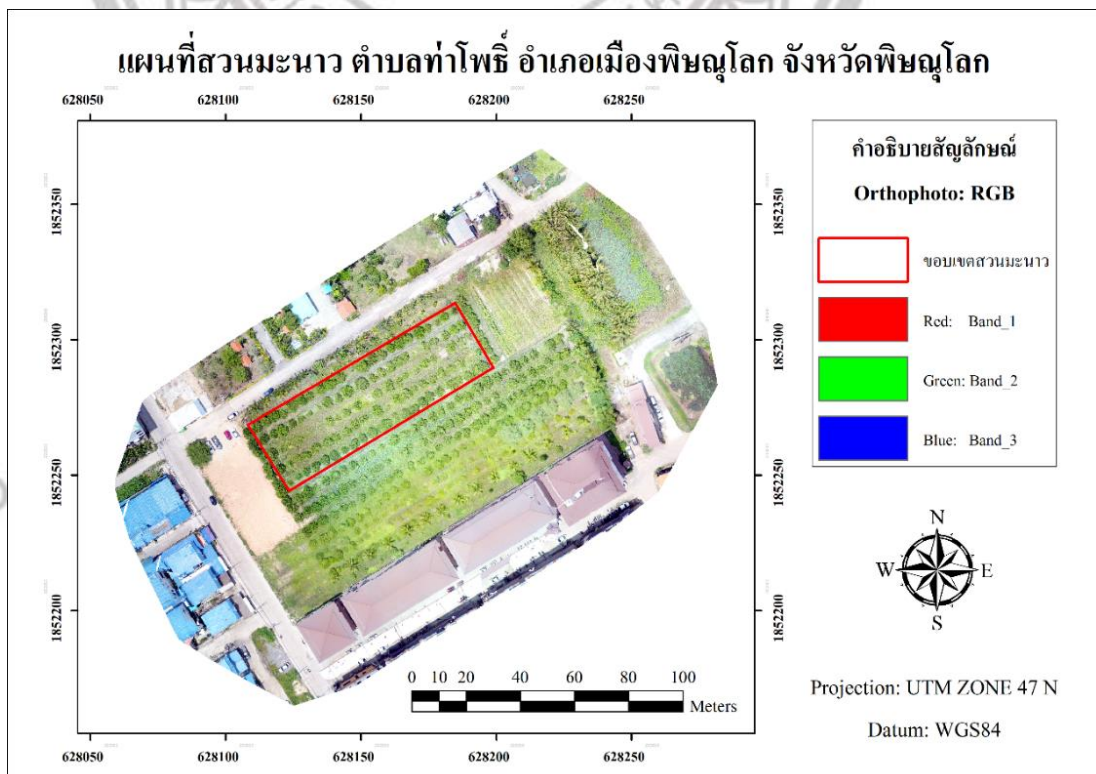 แผนที่สวนมะนาว ตำบลท่าโพธิ์ อำเภอเมืองพิษณุโลก จังหวัดพิษณุโลก
628050 628100 628150 628200 628250
1852350
1852300
1852250
1852200
1852350
1852300
1852250
1852200
0 10 20 40 60 80 100
Meters
628050 628100 628150 628200 628250
คำอธิบายสัญลักษณ์
Orthophoto: RGB
ขอบเขตสวนมะนาว
Red: Band_1
Green: Band_2
Blue: Band_3
N
W E
S
Projection: UTM ZONE 47 N
Datum: WGS84